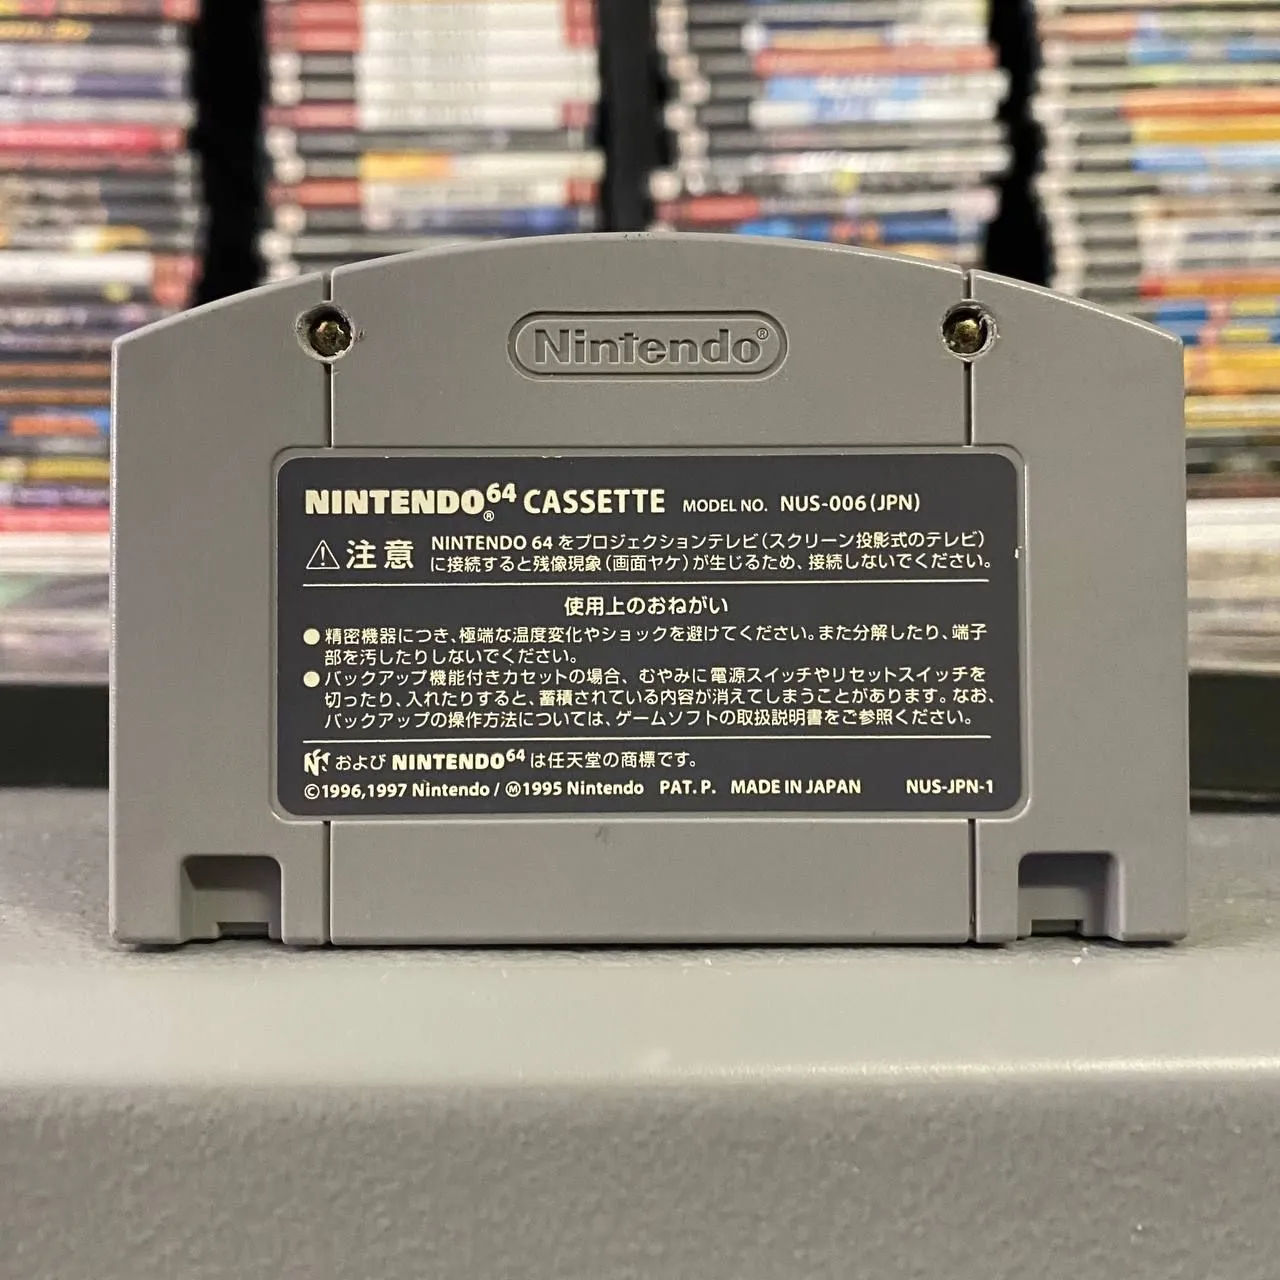 Nintendo®
NINTENDO64® CASSETTE MODEL NO. NUS-006(JPN)
⚠注意 NINTENDO 64をプロジェクションテレビ(スクリーン投影式のテレビ)
に接続すると残像現象(画面ヤケ)が生じるため、接続しないでください。
使用上のおねがい
●精密機器につき、極端な温度変化やショックを避けてください。また分解したり、端子
部を汚したりしないでください。
●バックアップ機能付きカセットの場合、むやみに電源スイッチやリセットスイッチを
切ったり、入れたりすると、蓄積されている内容が消えてしまうことがあります。なお、
バックアップの操作方法については、ゲームソフトの取扱説明書をご参照ください。
および NINTENDO64は任天堂の商標です。
©1996,1997 Nintendo / Ⓜ1995 Nintendo PAT. P. MADE IN JAPAN NUS-JPN-1